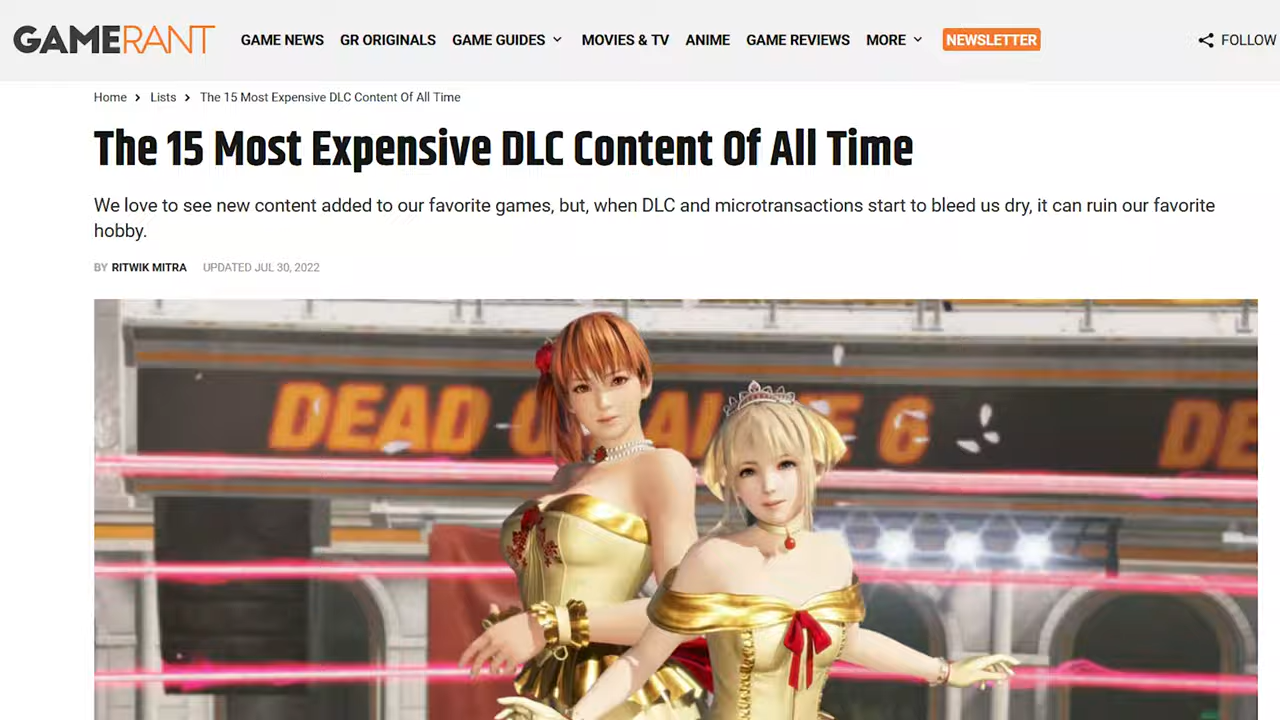 GAMERANT
GAME NEWS GR ORIGINALS GAME GUIDES MOVIES & TV ANIME GAME REVIEWS MORE NEWSLETTER FOLLOW
Home Lists The 15 Most Expensive DLC Content Of All Time
The 15 Most Expensive DLC Content Of All Time
We love to see new content added to our favorite games, but, when DLC and microtransactions start to bleed us dry, it can ruin our favorite
hobby.
BY RITWIK MITRA UPDATED JUL 30, 2022
DEAD 6 DE